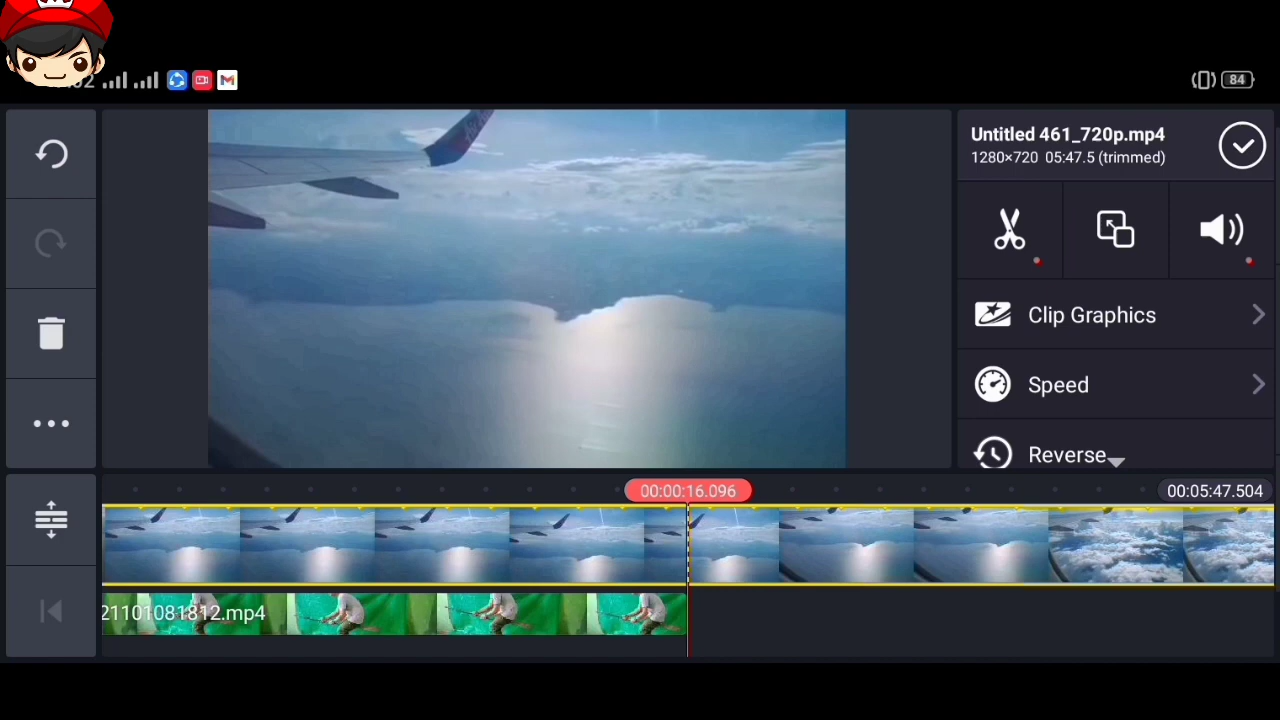 84
Untitled 461_720p.mp4
1280×720 05:47.5 (trimmed)
Clip Graphics
Speed
Reverse
00:00:16.096
00:05:47.504
21101081812.mp4